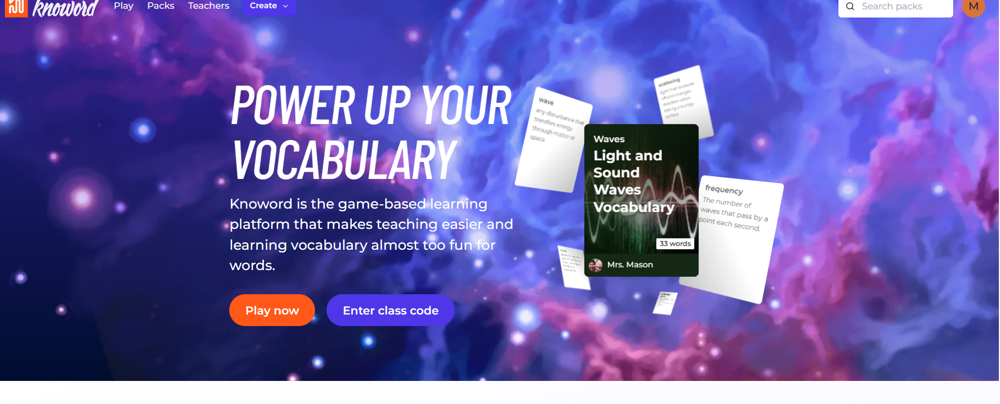 knoword
Play
Packs
Teachers
Create
Search packs
M
POWER UP YOUR
VOCABULARY
Knoword is the game-based learning
platform that makes teaching easier and
learning vocabulary almost too fun for
words.
Play now
Enter class code
wave
any disturbance that
transfers energy
through matter or
space
scattering
light that bounces
off and changes
direction when
hitting a bumpy
surface
Waves
Light and
Sound
Waves
Vocabulary
33 words
Mrs. Mason
frequency
The number of
waves that pass by a
point each second.